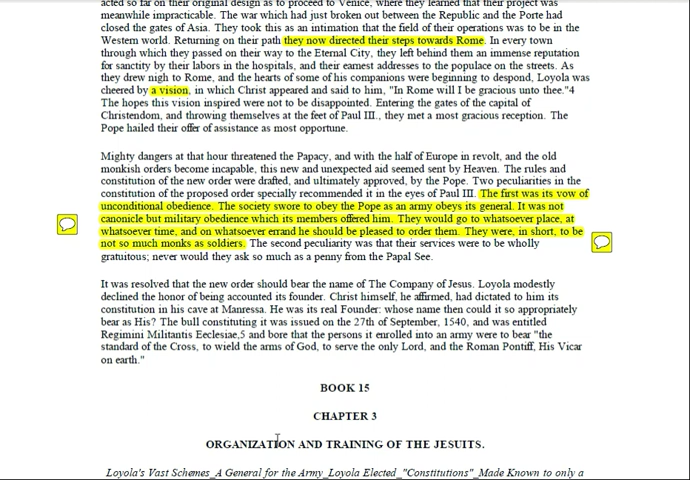 acted so far on their original design as to proceed to Venice, where they learned that their project was
meanwhile impracticable. The war which had just broken out between the Republic and the Porte had
closed the gates of Asia. They took this as an intimation that the field of their operations was to be in the
Western world. Returning on their path they now directed their steps towards Rome. In every town
through which they passed on their way to the Eternal City, they left behind them an immense reputation
for sanctity by their labors in the hospitals, and their earnest addresses to the populace on the streets. As
they drew nigh to Rome, and the hearts of some of his companions were beginning to despond, Loyola was
cheered by a vision, in which Christ appeared and said to him, "In Rome will I be gracious unto thee."4
The hopes this vision inspired were not to be disappointed. Entering the gates of the capital of
Christendom, and throwing themselves at the feet of Paul III., they met a most gracious reception. The
Pope hailed their offer of assistance as most opportune.
Mighty dangers at that hour threatened the Papacy, and with the half of Europe in revolt, and the old
monkish orders become incapable, this new and unexpected aid seemed sent by Heaven. The rules and
constitution of the new order were drafted, and ultimately approved, by the Pope. Two peculiarities in the
constitution of the proposed order specially recommended it in the eyes of Paul III. The first was its vow of
unconditional obedience. The society swore to obey the Pope as an army obeys its general. It was not
canonicle but military obedience which its members offered him. They would go to whatsoever place, at
whatsoever time, and on whatsoever errand he should be pleased to order them. They were, in short, to be
not so much monks as soldiers. The second peculiarity was that their services were to be wholly
gratuitous; never would they ask so much as a penny from the Papal See.
It was resolved that the new order should bear the name of The Company of Jesus. Loyola modestly
declined the honor of being accounted its founder. Christ himself, he affirmed, had dictated to him its
constitution in his cave at Manressa. He was its real Founder: whose name then could it so appropriately
bear as His? The bull constituting it was issued on the 27th of September, 1540, and was entitled
Regimini Militantis Eeclesiae,5 and bore that the persons it enrolled into an army were to bear "the
standard of the Cross, to wield the arms of God, to serve the only Lord, and the Roman Pontiff, His Vicar
on earth."
BOOK 15
CHAPTER 3
ORGANIZATION AND TRAINING OF THE JESUITS.
Loyola's Vast Schemes_A General for the Army_Loyola Elected_"Constitutions"_Made Known to only a